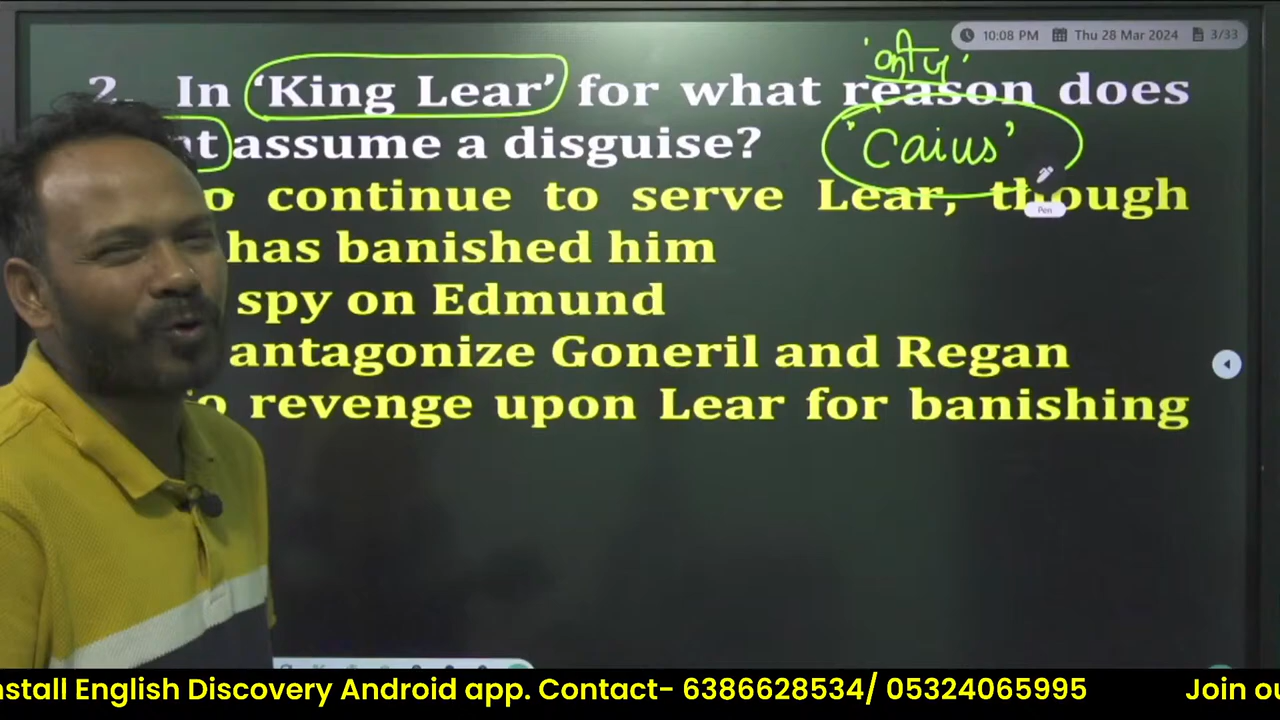 10:08 PM Thu 28 Mar 2024 3/33
2. In ‘King Lear’ for what reason does
assume a disguise?
‘Caius’
continue to serve Lear, though
has banished him
spy on Edmund
antagonize Goneril and Regan
revenge upon Lear for banishing
Pen
nstall English Discovery Android app. Contact- 6386628534/ 05324065995 Join ou